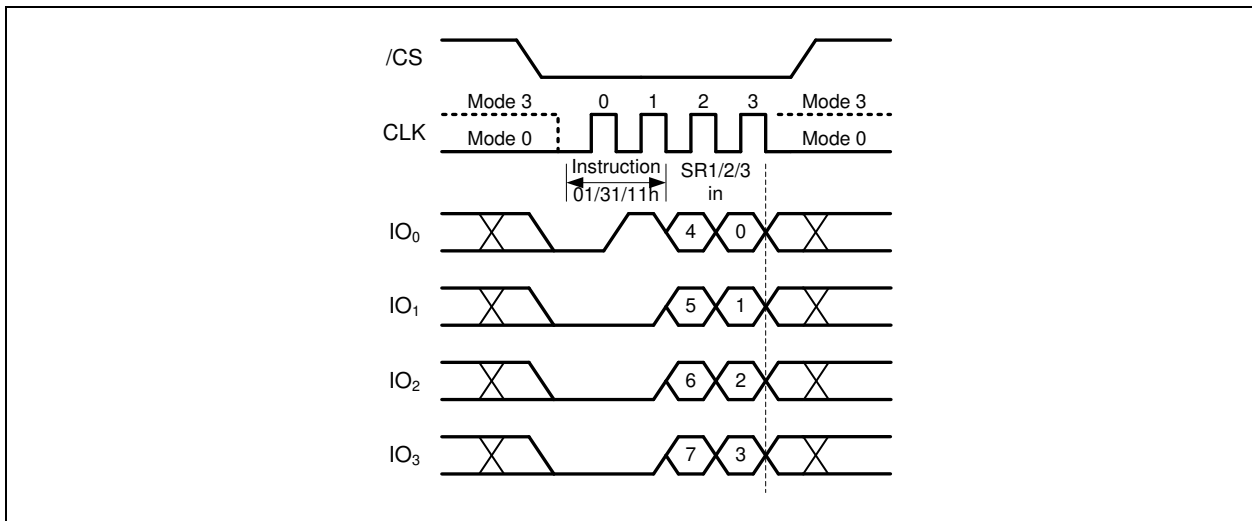 /CS
Mode 3 0 1 2 3 Mode 3
CLK Mode 0 Mode 0
Instruction SR1/2/3
01/31/11h in
IO₀ 4 0
IO₁ 5 1
IO₂ 6 2
IO₃ 7 3